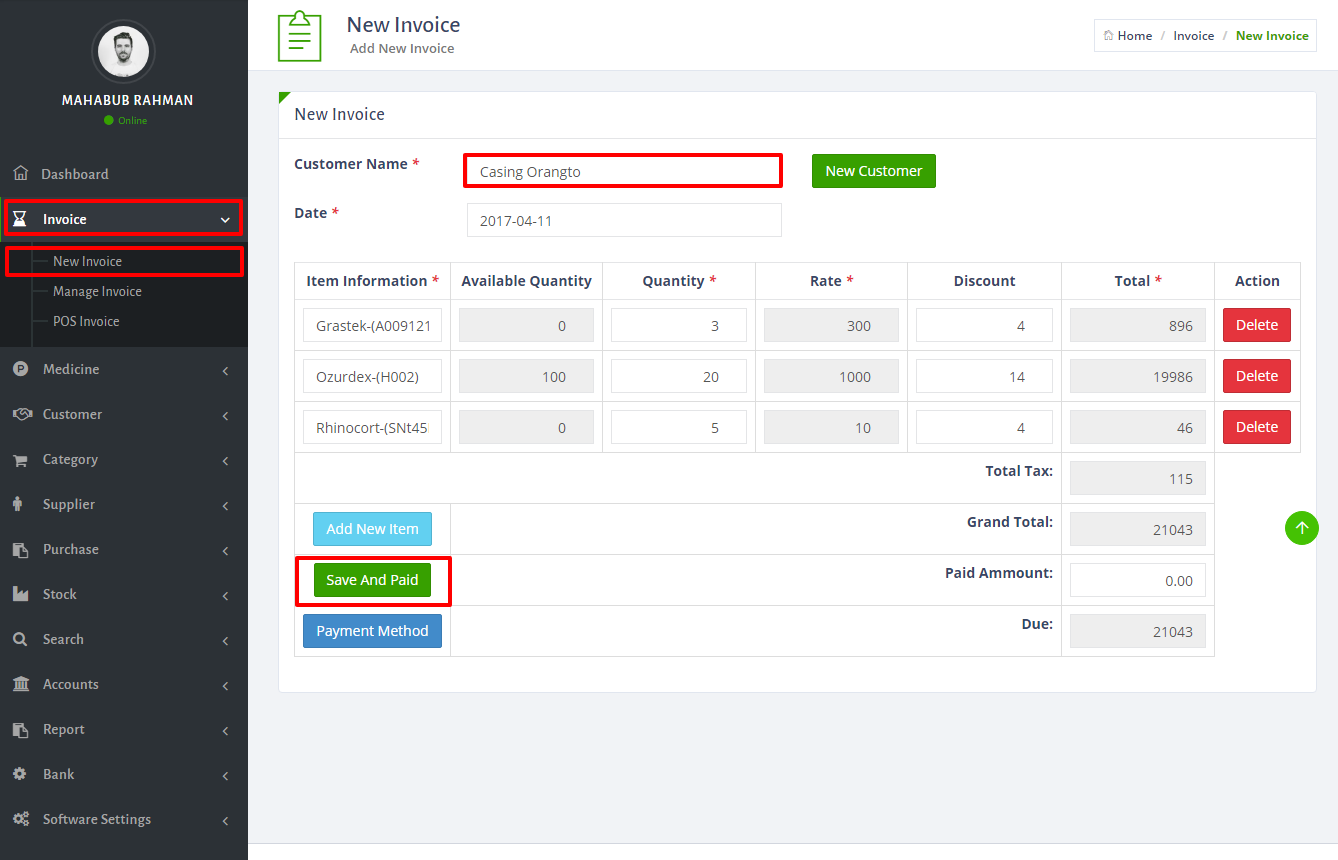 MAHABUB RAHMAN
Online
Dashboard
Invoice
New Invoice
Manage Invoice
POS Invoice
Medicine
Customer
Category
Supplier
Purchase
Stock
Search
Accounts
Report
Bank
Software Settings
New Invoice
Add New Invoice
Home / Invoice / New Invoice
New Invoice
Customer Name * Casing Orangto New Customer
Date * 2017-04-11
Item Information * Available Quantity Quantity * Rate * Discount Total * Action
Grastek-(A009121 0 3 300 4 896 Delete
Ozurdex-(H002) 100 20 1000 14 19986 Delete
Rhinocort-(SNt45 0 5 10 4 46 Delete
Total Tax: 115
Add New Item Grand Total: 21043
Save And Paid Paid Ammount: 0.00
Payment Method Due: 21043